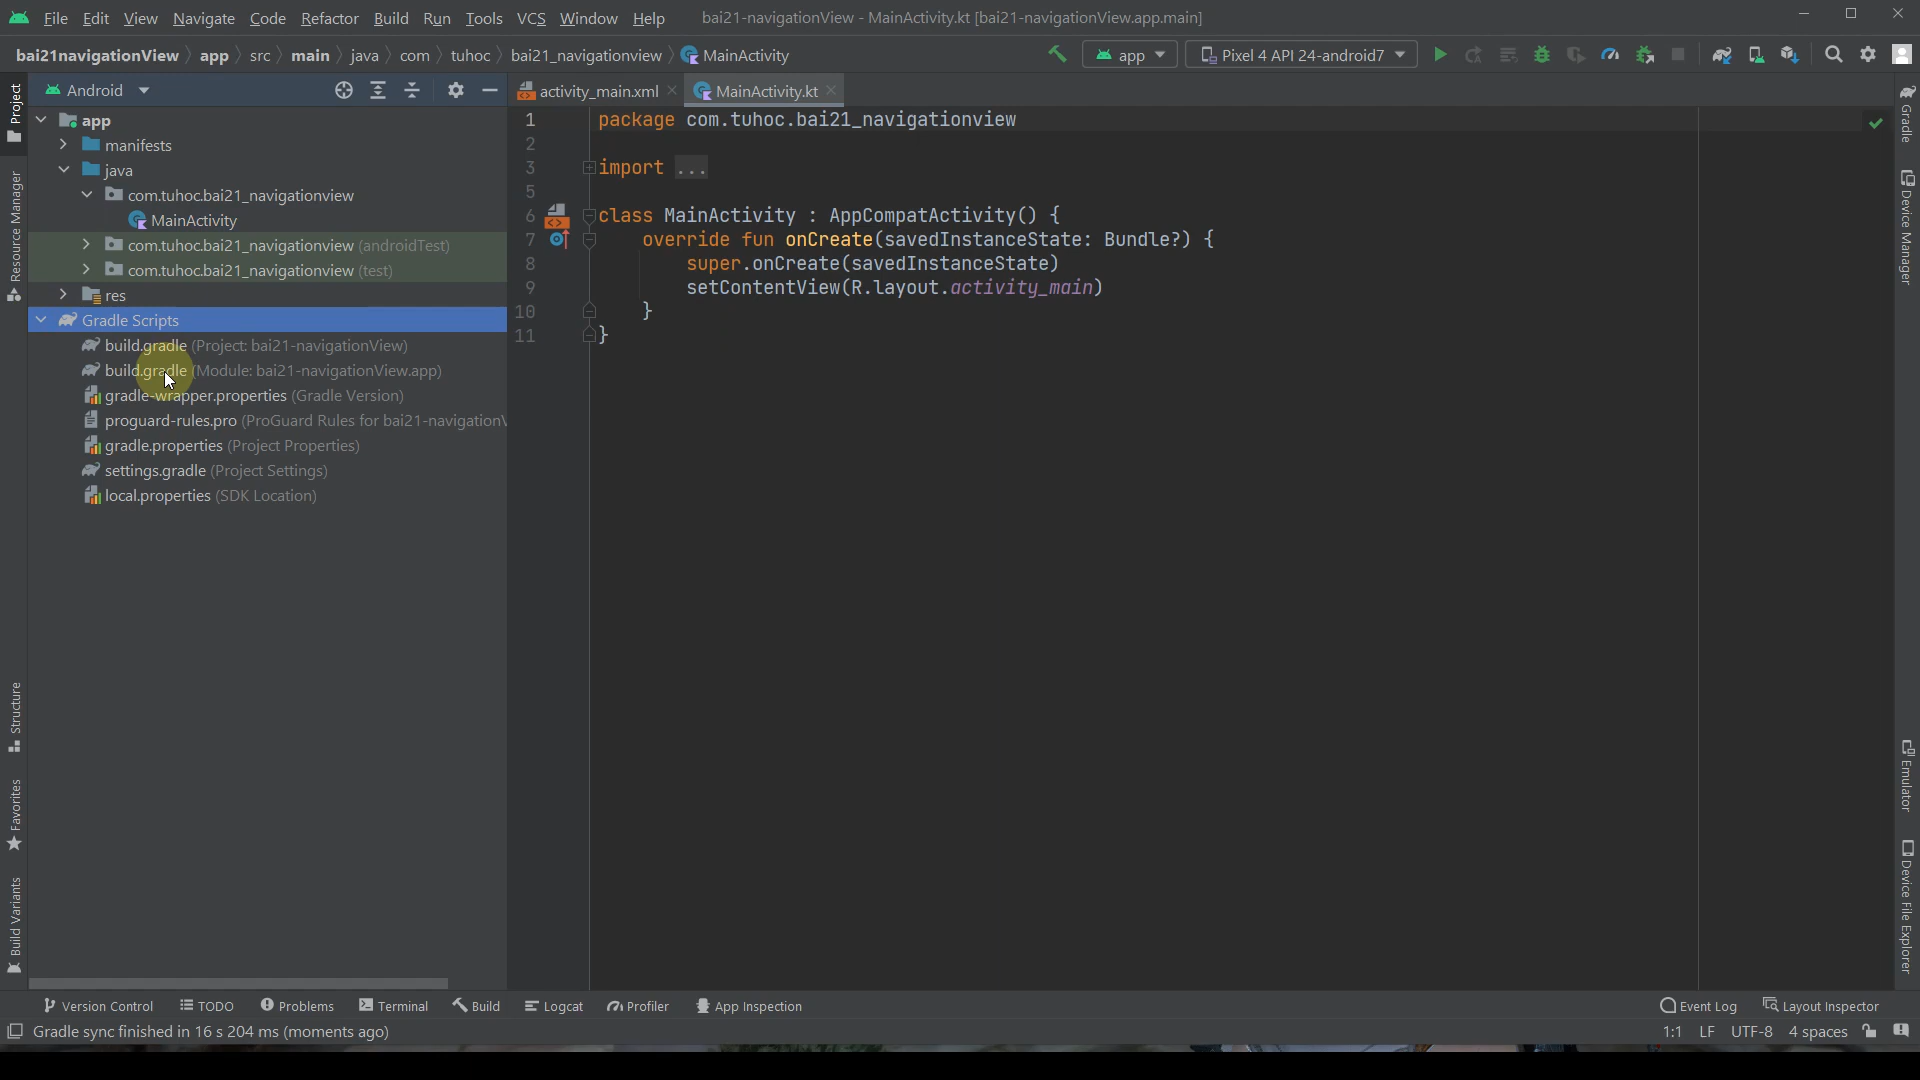 File Edit View Navigate Code Refactor Build Run Tools VCS Window Help bai21-navigationView - MainActivity.kt [bai21-navigationView.app.main]
bai21navigationView app src main java com tuhoc bai21_navigationview MainActivity app Pixel 4 API 24-android7
Android
activity_main.xml MainActivity.kt
app
manifests
java
com.tuhoc.bai21_navigationview
MainActivity
com.tuhoc.bai21_navigationview (androidTest)
com.tuhoc.bai21_navigationview (test)
res
Gradle Scripts
build.gradle (Project: bai21-navigationView)
build.gradle (Module: bai21-navigationView.app)
gradle-wrapper.properties (Gradle Version)
proguard-rules.pro (ProGuard Rules for bai21-navigationV
gradle.properties (Project Properties)
settings.gradle (Project Settings)
local.properties (SDK Location)
1 package com.tuhoc.bai21_navigationview
2
3 import ...
5
6 class MainActivity : AppCompatActivity() {
7 override fun onCreate(savedInstanceState: Bundle?) {
8 super.onCreate(savedInstanceState)
9 setContentView(R.layout.activity_main)
10 }
11 }
Project
Resource Manager
Structure
Favorites
Build Variants
Gradle
Device Manager
Emulator
Device File Explorer
Version Control TODO Problems Terminal Build Logcat Profiler App Inspection Event Log Layout Inspector
Gradle sync finished in 16 s 204 ms (moments ago) 1:1 LF UTF-8 4 spaces